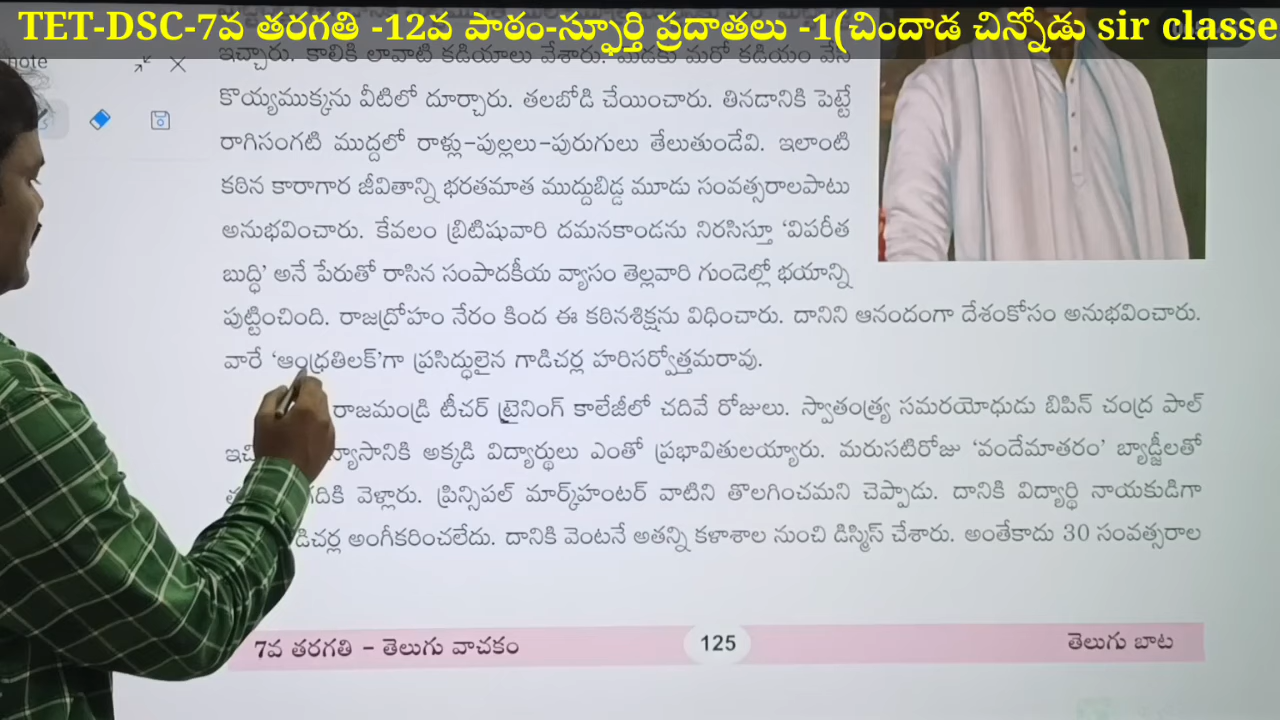 TET-DSC-7వ తరగతి -12వ పాఠం-స్ఫూర్తి ప్రదాతలు -1(చిందాడ చిన్నోడు sir classe
ఇచ్చారు. కాలికి లావాటి కడియాలు వేశారు. మెడకు మరో కడియం వేసి
note
కొయ్యముక్కను వీటిలో దూర్చారు. తలబోడి చేయించారు. తినడానికి పెట్టే
రాగిసంగటి ముద్దలో రాళ్లు-పుల్లలు-పురుగులు తేలుతుండేవి. ఇలాంటి
కఠిన కారాగార జీవితాన్ని భరతమాత ముద్దుబిడ్డ మూడు సంవత్సరాలపాటు
అనుభవించారు. కేవలం బ్రిటిషువారి దమనకాండను నిరసిస్తూ ‘విపరీత
బుద్ధి’ అనే పేరుతో రాసిన సంపాదకీయ వ్యాసం తెల్లవారి గుండెల్లో భయాన్ని
పుట్టించింది. రాజద్రోహం నేరం కింద ఈ కఠినశిక్షను విధించారు. దానిని ఆనందంగా దేశంకోసం అనుభవించారు.
వారే ‘ఆంధ్రతిలక్’గా ప్రసిద్ధులైన గాడిచర్ల హరిసర్వోత్తమరావు.
రాజమండ్రి టీచర్ ట్రైనింగ్ కాలేజీలో చదివే రోజులు. స్వాతంత్ర్య సమరయోధుడు బిపిన్ చంద్ర పాల్
అక్కడి విద్యార్థులు ఎంతో ప్రభావితులయ్యారు. మరుసటిరోజు ‘వందేమాతరం’ బ్యాడ్జీలతో
వెళ్లారు. ప్రిన్సిపల్ మార్క్‌హంటర్ వాటిని తొలగించమని చెప్పాడు. దానికి విద్యార్థి నాయకుడిగా
అంగీకరించలేదు. దానికి వెంటనే అతన్ని కళాశాల నుంచి డిస్మిస్ చేశారు. అంతేకాదు 30 సంవత్సరాల
7వ తరగతి - తెలుగు వాచకం 125 తెలుగు బాట